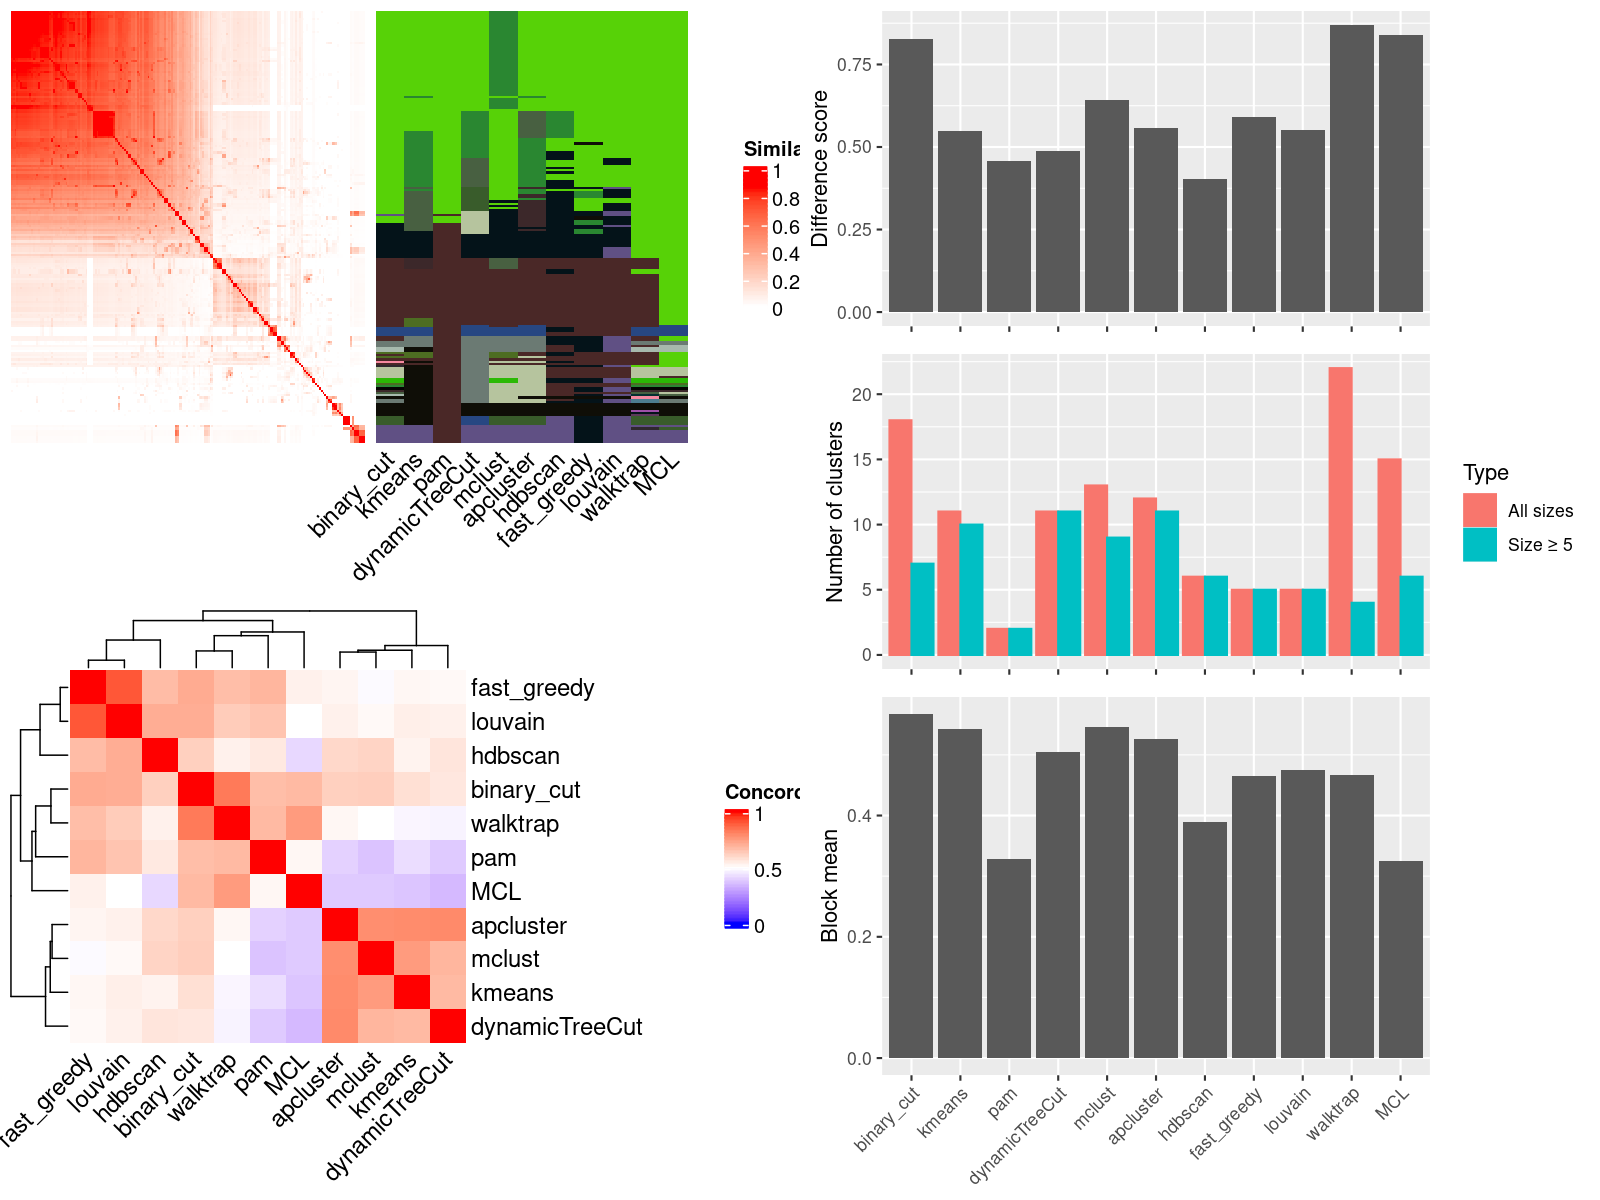 Simila
1
0.8
0.6
0.4
0.2
0
binary_cut
kmeans
pam
dynamicTreeCut
mclust
apcluster
hdbscan
fast_greedy
louvain
walktrap
MCL
fast_greedy
louvain
hdbscan
binary_cut
walktrap
pam
MCL
apcluster
mclust
kmeans
dynamicTreeCut
fast_greedy
louvain
hdbscan
binary_cut
walktrap
pam
MCL
apcluster
mclust
kmeans
dynamicTreeCut
Concord
1
0.5
0
Difference score
0.75
0.50
0.25
0.00
Number of clusters
20
15
10
5
0
Type
All sizes
Size ≥ 5
Block mean
0.4
0.2
0.0
binary_cut
kmeans
pam
dynamicTreeCut
mclust
apcluster
hdbscan
fast_greedy
louvain
walktrap
MCL